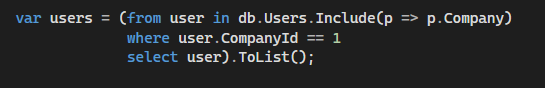 var users = (from user in db.Users.Include(p => p.Company)
             where user.CompanyId == 1
             select user).ToList();